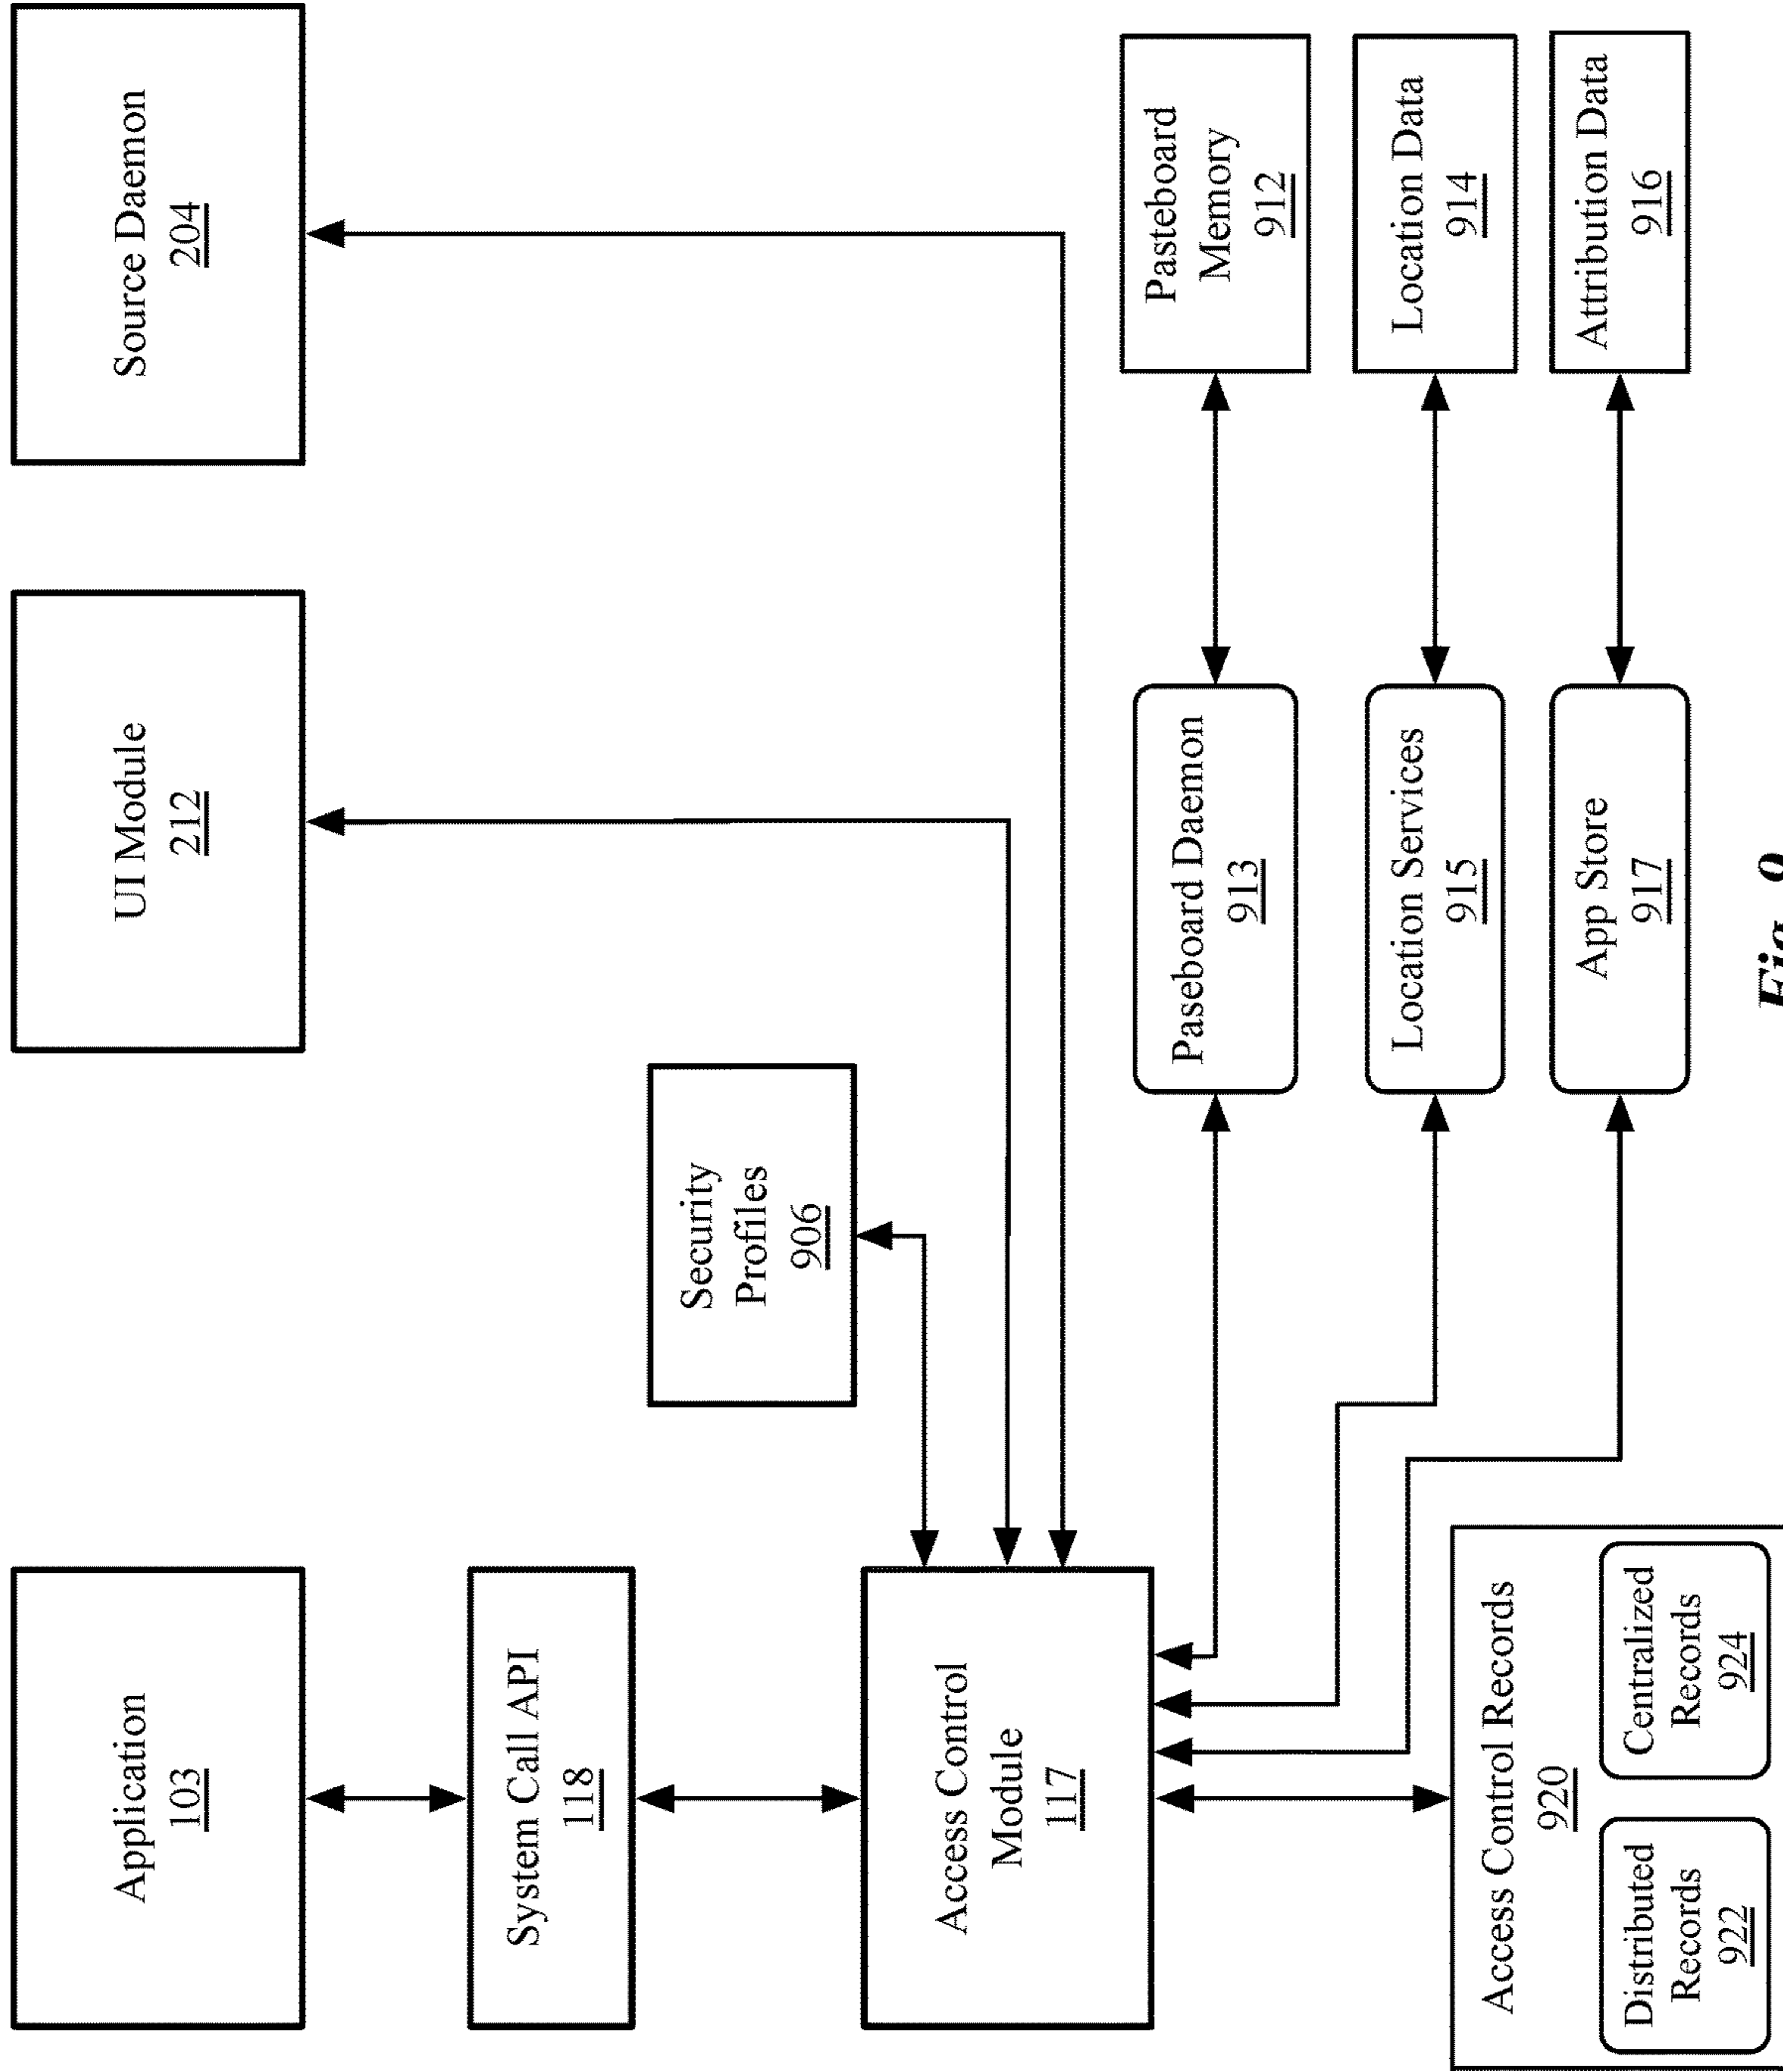 Application
103
UI Module
212
Source Daemon
204
System Call API
118
Security
Profiles
906
Access Control
Module
117
Paseboard Daemon
913
Pasteboard
Memory
912
Location Services
915
Location Data
914
App Store
917
Attribution Data
916
Access Control Records
920
Distributed
Records
922
Centralized
Records
924
Fig. 9